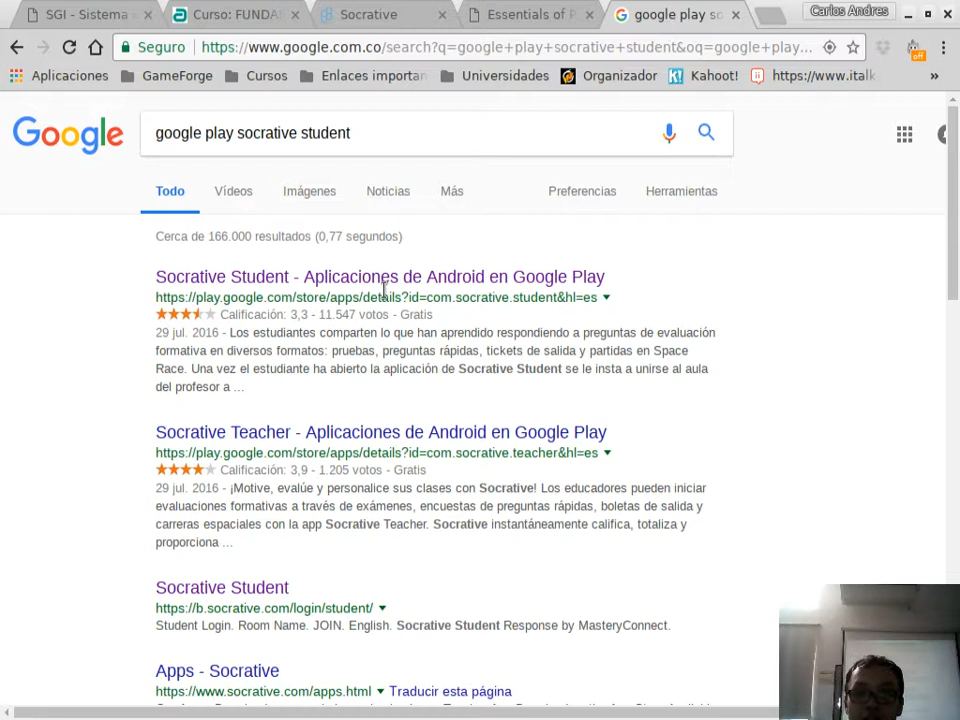 SGI - Sistema
Curso: FUNDA
Socrative
Essentials of P
google play so
Carlos Andres
Seguro https://www.google.com.co/search?q=google+play+socrative+student&oq=google+play...
Aplicaciones GameForge Cursos Enlaces importan Universidades Organizador Kahoot! https://www.italk »
off
Google
google play socrative student
Todo Vídeos Imágenes Noticias Más Preferencias Herramientas
Cerca de 166.000 resultados (0,77 segundos)
Socrative Student - Aplicaciones de Android en Google Play
https://play.google.com/store/apps/details?id=com.socrative.student&hl=es
Calificación: 3,3 - 11.547 votos - Gratis
29 jul. 2016 - Los estudiantes comparten lo que han aprendido respondiendo a preguntas de evaluación
formativa en diversos formatos: pruebas, preguntas rápidas, tickets de salida y partidas en Space
Race. Una vez el estudiante ha abierto la aplicación de Socrative Student se le insta a unirse al aula
del profesor a ...
Socrative Teacher - Aplicaciones de Android en Google Play
https://play.google.com/store/apps/details?id=com.socrative.teacher&hl=es
Calificación: 3,9 - 1.205 votos - Gratis
29 jul. 2016 - ¡Motive, evalúe y personalice sus clases con Socrative! Los educadores pueden iniciar
evaluaciones formativas a través de exámenes, encuestas de preguntas rápidas, boletas de salida y
carreras espaciales con la app Socrative Teacher. Socrative instantáneamente califica, totaliza y
proporciona ...
Socrative Student
https://b.socrative.com/login/student/
Student Login. Room Name. JOIN. English. Socrative Student Response by MasteryConnect.
Apps - Socrative
https://www.socrative.com/apps.html Traducir esta página